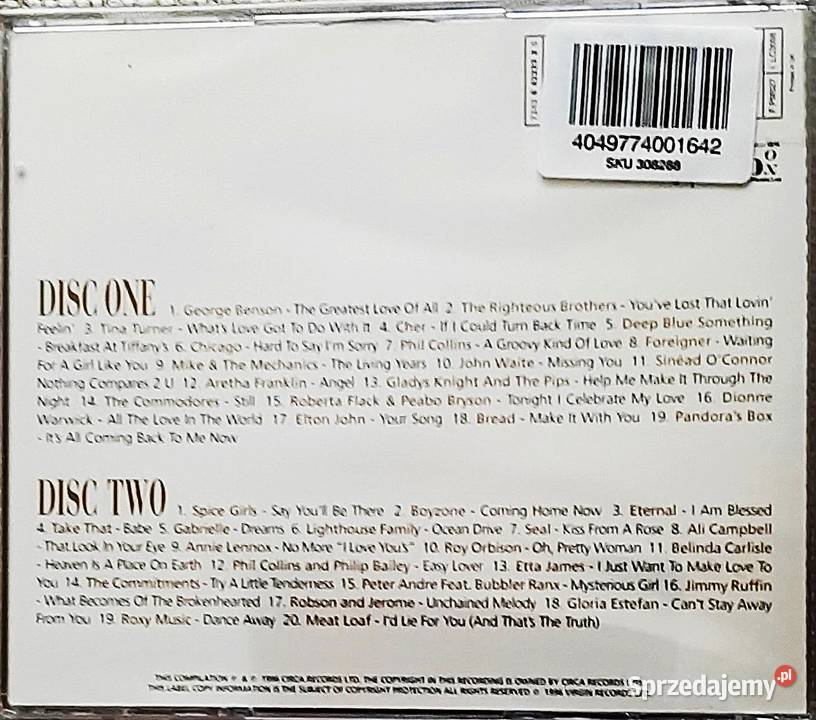 4049774001642
SKU 308288
DISC ONE 1. George Benson - The Greatest Love Of All 2. The Righteous Brothers - You've Lost That Lovin'
Feelin' 3. Tina Turner - What's Love Got To Do With It 4. Cher - If I Could Turn Back Time 5. Deep Blue Something
- Breakfast At Tiffany's 6. Chicago - Hard To Say I'm Sorry 7. Phil Collins - A Groovy Kind Of Love 8. Foreigner - Waiting
For A Girl Like You 9. Mike & The Mechanics - The Living Years 10. John Waite - Missing You 11. Sinéad O'Connor
Nothing Compares 2 U 12. Aretha Franklin - Angel 13. Gladys Knight And The Pips - Help Me Make It Through The
Night 14. The Commodores - Still 15. Roberta Flack & Peabo Bryson - Tonight I Celebrate My Love 16. Dionne
Warwick - All The Love In The World 17. Elton John - Your Song 18. Bread - Make It With You 19. Pandora's Box
- It's All Coming Back To Me Now
DISC TWO 1. Spice Girls - Say You'll Be There 2. Boyzone - Coming Home Now 3. Eternal - I Am Blessed
4. Take That - Babe 5. Gabrielle - Dreams 6. Lighthouse Family - Ocean Drive 7. Seal - Kiss From A Rose 8. Ali Campbell
- That Look In Your Eye 9. Annie Lennox - No More "I Love You's" 10. Roy Orbison - Oh, Pretty Woman 11. Belinda Carlisle
- Heaven Is A Place On Earth 12. Phil Collins and Philip Bailey - Easy Lover 13. Etta James - I Just Want To Make Love To
You 14. The Commitments - Try A Little Tenderness 15. Peter Andre Feat. Bubbler Ranx - Mysterious Girl 16. Jimmy Ruffin
- What Becomes Of The Brokenhearted 17. Robson and Jerome - Unchained Melody 18. Gloria Estefan - Can't Stay Away
From You 19. Roxy Music - Dance Away 20. Meat Loaf - I'd Lie For You (And That's The Truth)
THIS COMPILATION ℗ & © 1996 CIRCA RECORDS LTD. THE COPYRIGHT IN THIS RECORDING IS OWNED BY CIRCA RECORDS
THIS LABEL COPY INFORMATION IS THE SUBJECT OF COPYRIGHT PROTECTION ALL RIGHTS RESERVED © 1996 VIRGIN RECORDS
Sprzedajemy.pl